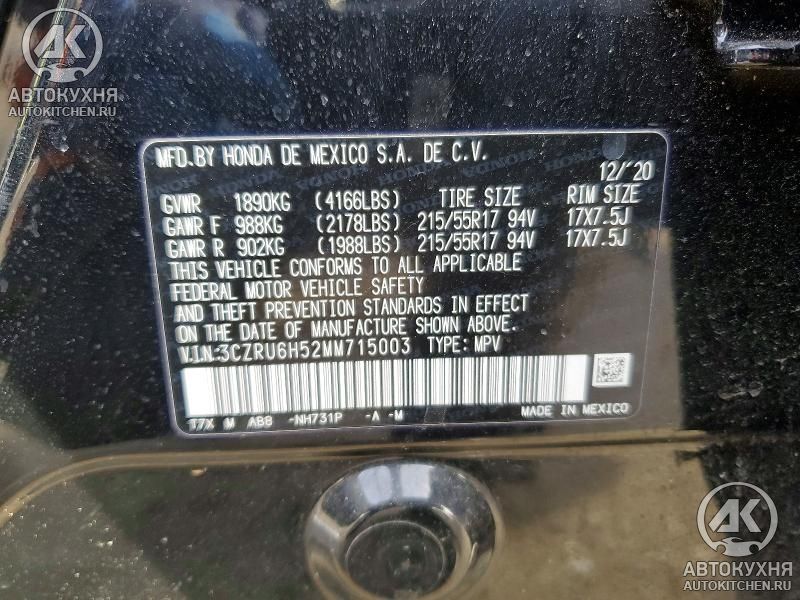 АК
АВТОКУХНЯ
AUTOKITCHEN.RU
MFD.BY HONDA DE MEXICO S.A. DE C.V.
12/'20
GVWR 1890KG (4166LBS) TIRE SIZE RIM SIZE
GAWR F 988KG (2178LBS) 215/55R17 94V 17X7.5J
GAWR R 902KG (1988LBS) 215/55R17 94V 17X7.5J
THIS VEHICLE CONFORMS TO ALL APPLICABLE
FEDERAL MOTOR VEHICLE SAFETY
AND THEFT PREVENTION STANDARDS IN EFFECT
ON THE DATE OF MANUFACTURE SHOWN ABOVE.
V.I.N:3CZRU6H52MM715003 TYPE: MPV
T7X M ABB -NH731P -A -M MADE IN MEXICO
АК
АВТОКУХНЯ
AUTOKITCHEN.RU